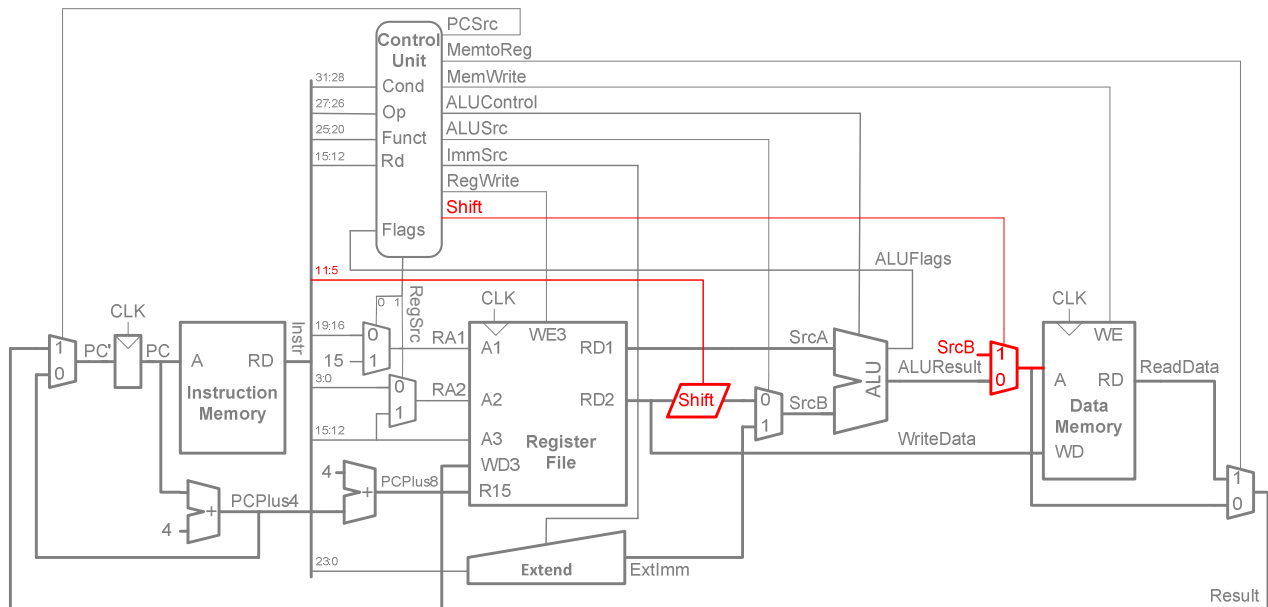 PCSrc
Control
Unit
MemtoReg
31:28
Cond
MemWrite
27:26
Op
ALUControl
25:20
Funct
ALUSrc
15:12
Rd
ImmSrc
RegWrite
Shift
Flags
ALUFlags
11:5
0 1
RegSrc
CLK
CLK
CLK
Instr
19:16
0
RA1
A1
WE3
RD1
SrcA
WE
1
0
PC'
PC
A
RD
15
1
ALU
SrcB
1
0
ALUResult
A
RD
ReadData
Instruction
Memory
3:0
0
1
RA2
A2
RD2
Shift
0
1
SrcB
Data
Memory
15:12
A3
Register
File
WriteData
WD
4
WD3
+
PCPlus8
R15
1
0
PCPlus4
+
4
23:0
Extend
ExtImm
Result